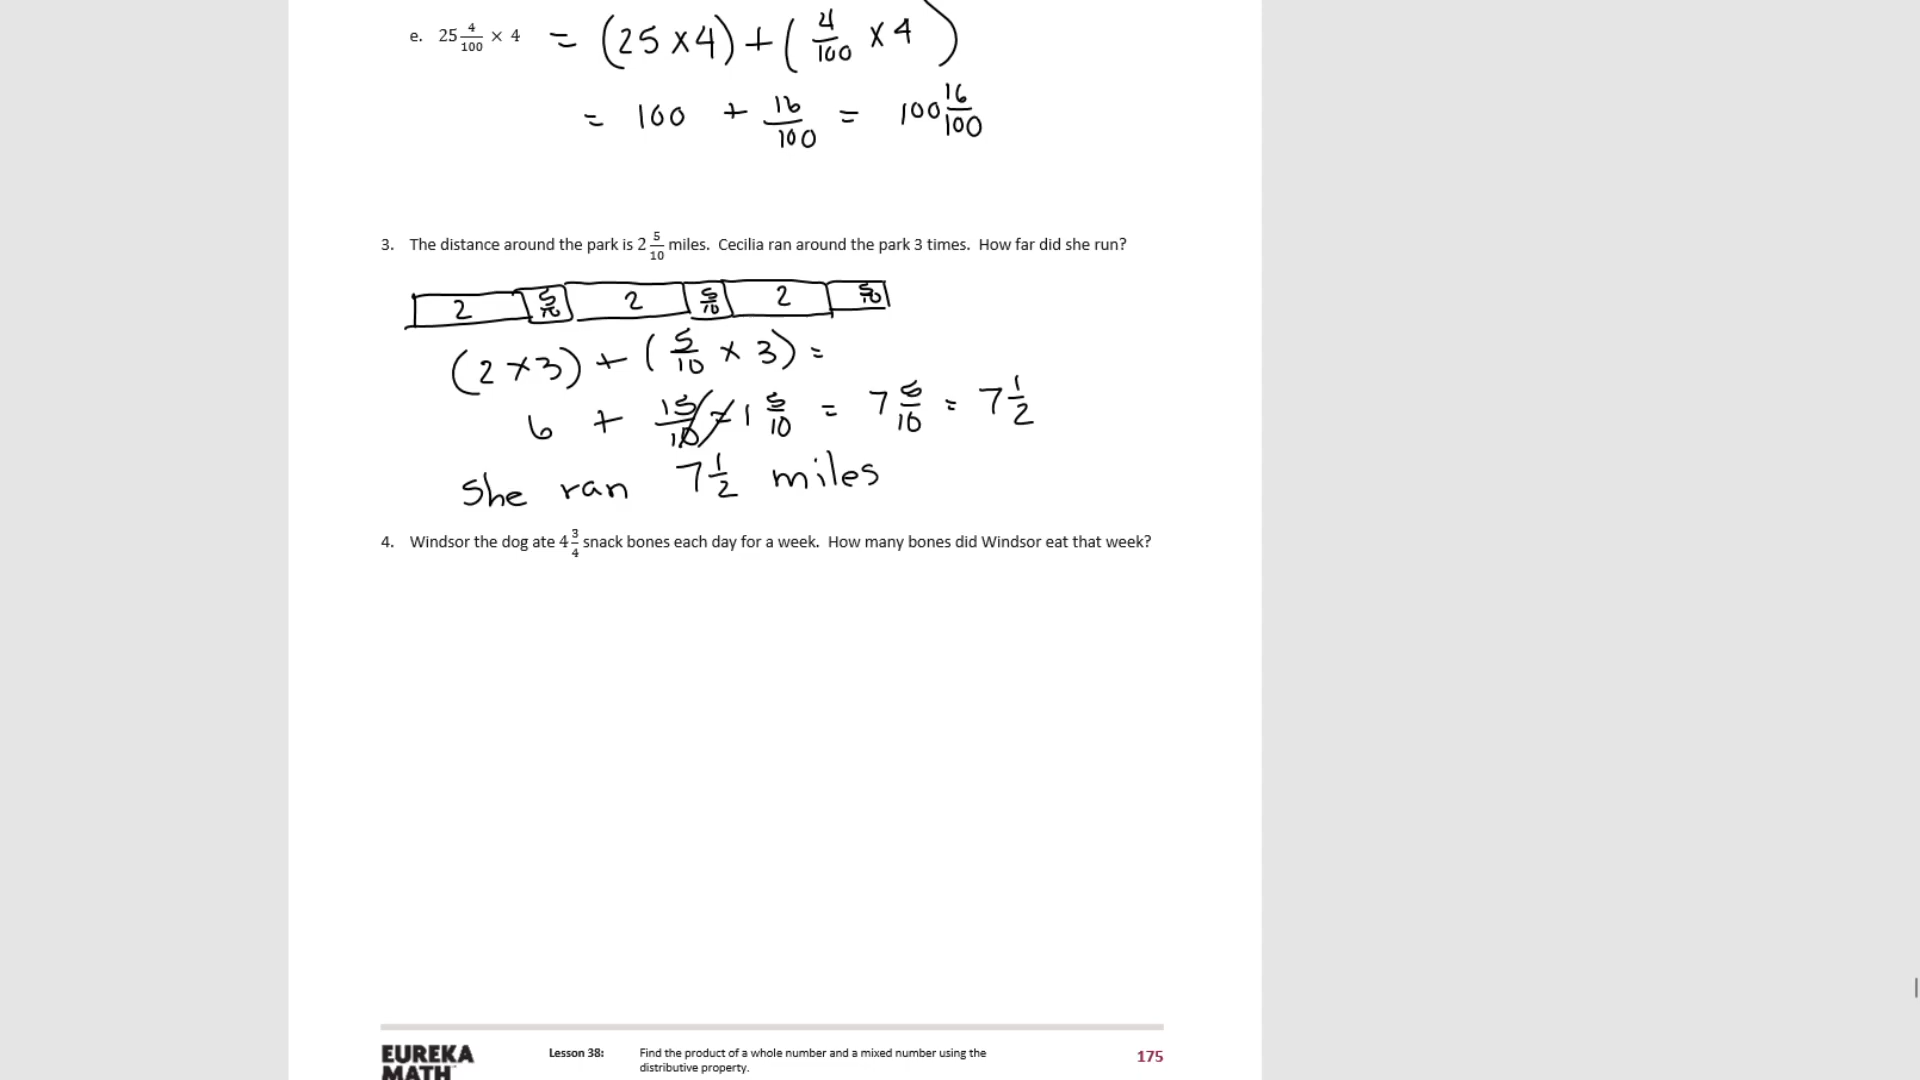 e. 25 4/100 × 4 = (25 x 4) + (4/100 x 4)
= 100 + 16/100 = 100 16/100
3. The distance around the park is 2 5/10 miles. Cecilia ran around the park 3 times. How far did she run?
2 5/10 2 5/10 2 5/10
(2 x 3) + (5/10 x 3) =
6 + 15/10 = 1 5/10 = 7 5/10 = 7 1/2
She ran 7 1/2 miles
4. Windsor the dog ate 4 3/4 snack bones each day for a week. How many bones did Windsor eat that week?
EUREKA MATH
Lesson 38: Find the product of a whole number and a mixed number using the
distributive property.
175